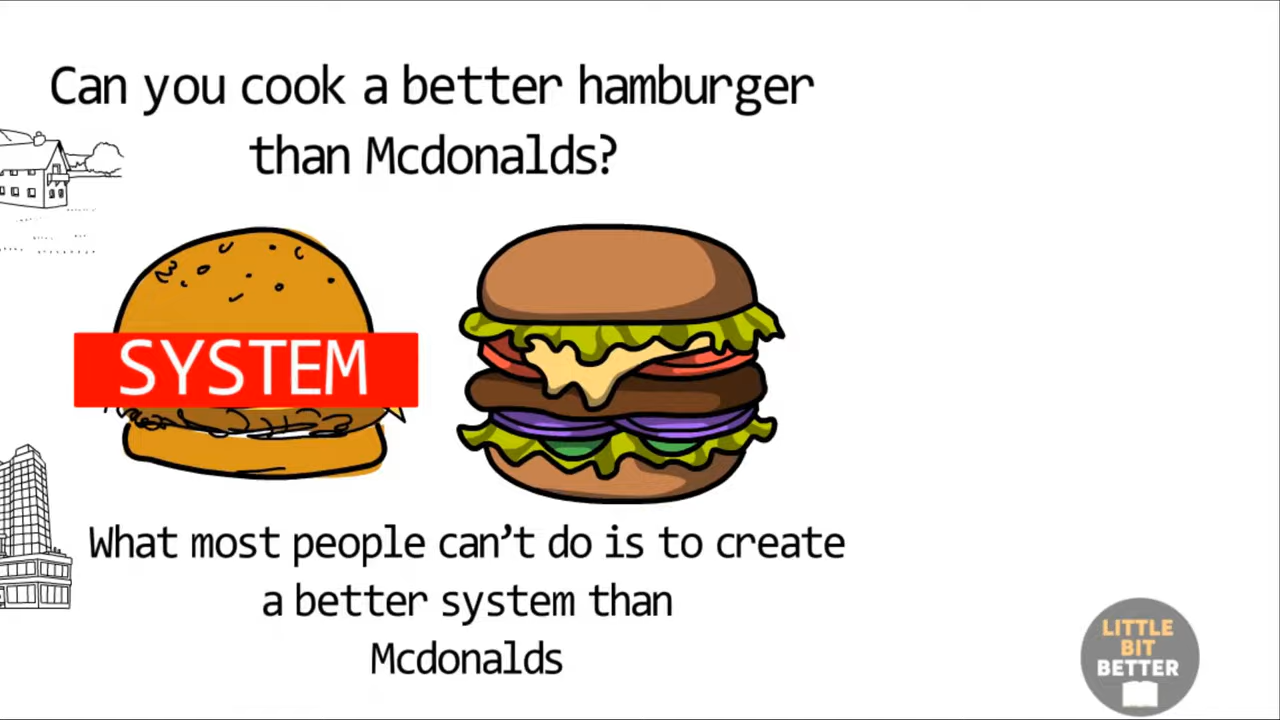 Can you cook a better hamburger
than Mcdonalds?
SYSTEM
What most people can't do is to create
a better system than
Mcdonalds
LITTLE
BIT
BETTER